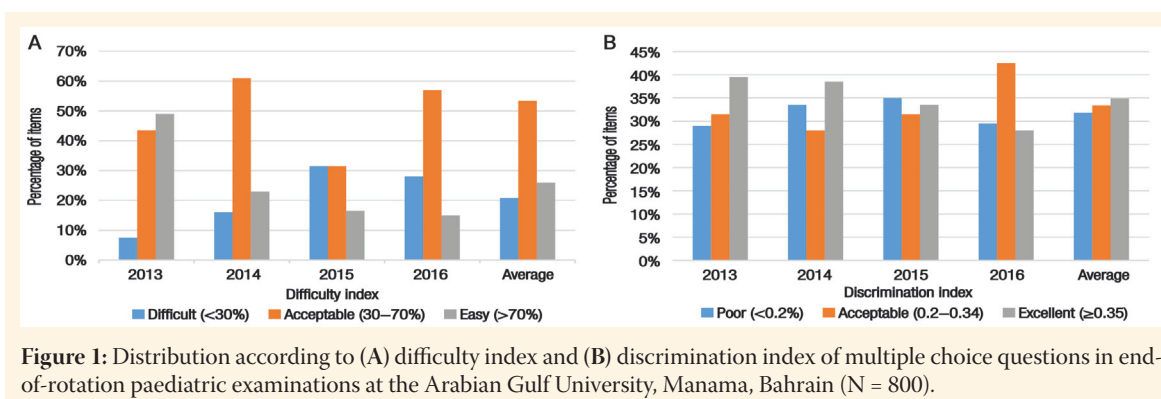 A
70%
60%
50%
40%
30%
20%
10%
0%
Percentage of items
2013 2014 2015 2016 Average
Difficulty index
Difficult (<30%) Acceptable (30–70%) Easy (>70%)
B
45%
40%
35%
30%
25%
20%
15%
10%
5%
0%
Percentage of items
2013 2014 2015 2016 Average
Discrimination index
Poor (<0.2%) Acceptable (0.2–0.34) Excellent (≥0.35)
Figure 1: Distribution according to (A) difficulty index and (B) discrimination index of multiple choice questions in end-
of-rotation paediatric examinations at the Arabian Gulf University, Manama, Bahrain (N = 800).